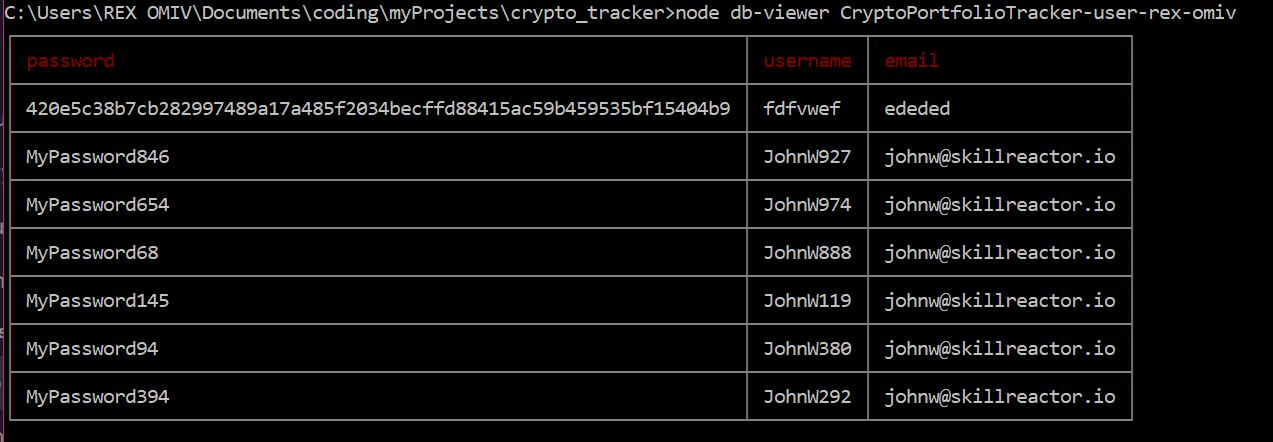 C:\Users\REX OMIV\Documents\coding\myProjects\crypto_tracker>node db-viewer CryptoPortfolioTracker-user-rex-omiv
password username email
420e5c38b7cb282997489a17a485f2034becffd88415ac59b459535bf15404b9 fdfvwef ededed
MyPassword846 JohnW927 johnw@skillreactor.io
MyPassword654 JohnW974 johnw@skillreactor.io
MyPassword68 JohnW888 johnw@skillreactor.io
MyPassword145 JohnW119 johnw@skillreactor.io
MyPassword94 JohnW380 johnw@skillreactor.io
MyPassword394 JohnW292 johnw@skillreactor.io